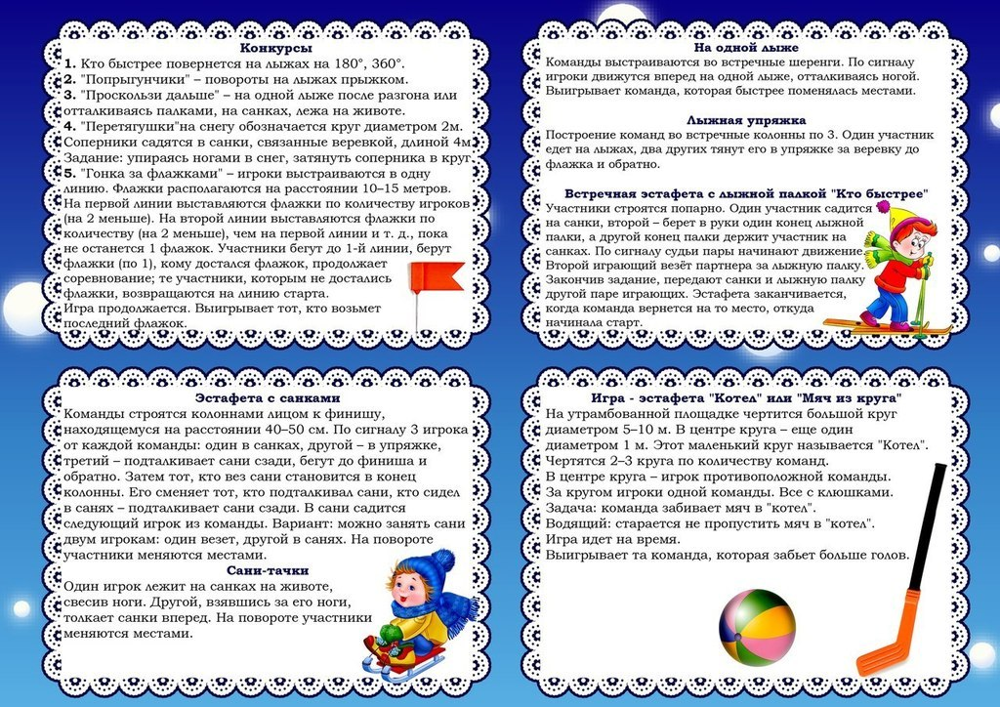 Конкурсы
1. Кто быстрее повернется на лыжах на 180°, 360°.
2. "Попрыгунчики" – повороты на лыжах прыжком.
3. "Проскользи дальше" – на одной лыже после разгона или
отталкиваясь палками, на санках, лежа на животе.
4. "Перетягушки"на снегу обозначается круг диаметром 2м.
Соперники садятся в санки, связанные веревкой, длиной 4м
Задание: упираясь ногами в снег, затянуть соперника в круг
5. "Гонка за флажками" – игроки выстраиваются в одну
линию. Флажки располагаются на расстоянии 10–15 метров.
На первой линии выставляются флажки по количеству игроков
(на 2 меньше). На второй линии выставляются флажки по
количеству (на 2 меньше), чем на первой линии и т. д., пока
не останется 1 флажок. Участники бегут до 1-й линии, берут
флажки (по 1), кому достался флажок, продолжает
соревнование; те участники, которым не достались
флажки, возвращаются на линию старта.
Игра продолжается. Выигрывает тот, кто возьмет
последний флажок.
На одной лыже
Команды выстраиваются во встречные шеренги. По сигналу
игроки движутся вперед на одной лыже, отталкиваясь ногой.
Выигрывает команда, которая быстрее поменялась местами.
Лыжная упряжка
Построение команд во встречные колонны по 3. Один участник
едет на лыжах, два других тянут его в упряжке за веревку до
флажка и обратно.
Встречная эстафета с лыжной палкой "Кто быстрее"
Участники строятся попарно. Один участник садится
на санки, второй – берет в руки один конец лыжной
палки, а другой конец палки держит участник на
санках. По сигналу судьи пары начинают движение.
Второй играющий везёт партнера за лыжную палку.
Закончив задание, передают санки и лыжную палку
другой паре играющих. Эстафета заканчивается,
когда команда вернется на то место, откуда
начинала старт.
Эстафета с санками
Команды строятся колоннами лицом к финишу,
находящемуся на расстоянии 40–50 см. По сигналу 3 игрока
от каждой команды: один в санках, другой – в упряжке,
третий – подталкивает сани сзади, бегут до финиша и
обратно. Затем тот, кто вез сани становится в конец
колонны. Его сменяет тот, кто подталкивал сани, кто сидел
в санях – подталкивает сани сзади. В сани садится
следующий игрок из команды. Вариант: можно занять сани
двум игрокам: один везет, другой в санях. На повороте
участники меняются местами.
Сани-тачки
Один игрок лежит на санках на животе,
свесив ноги. Другой, взявшись за его ноги,
толкает санки вперед. На повороте участники
меняются местами.
Игра - эстафета "Котел" или "Мяч из круга"
На утрамбованной площадке чертится большой круг
диаметром 5–10 м. В центре круга – еще один
диаметром 1 м. Этот маленький круг называется "Котел".
Чертятся 2–3 круга по количеству команд.
В центре круга – игрок противоположной команды.
За кругом игроки одной команды. Все с клюшками.
Задача: команда забивает мяч в "котел".
Водящий: старается не пропустить мяч в "котел".
Игра идет на время.
Выигрывает та команда, которая забьет больше голов.